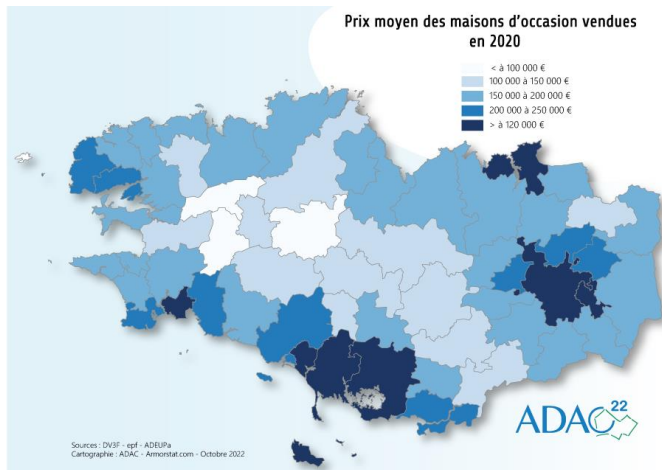 Prix moyen des maisons d'occasion vendues
en 2020
< à 100 000 €
100 000 à 150 000 €
150 000 à 200 000 €
200 000 à 250 000 €
> à 120 000 €
ADAC 22
Sources : DV3F - epf - ADEUPa
Cartographie : ADAC - Armorstat.com - Octobre 2022